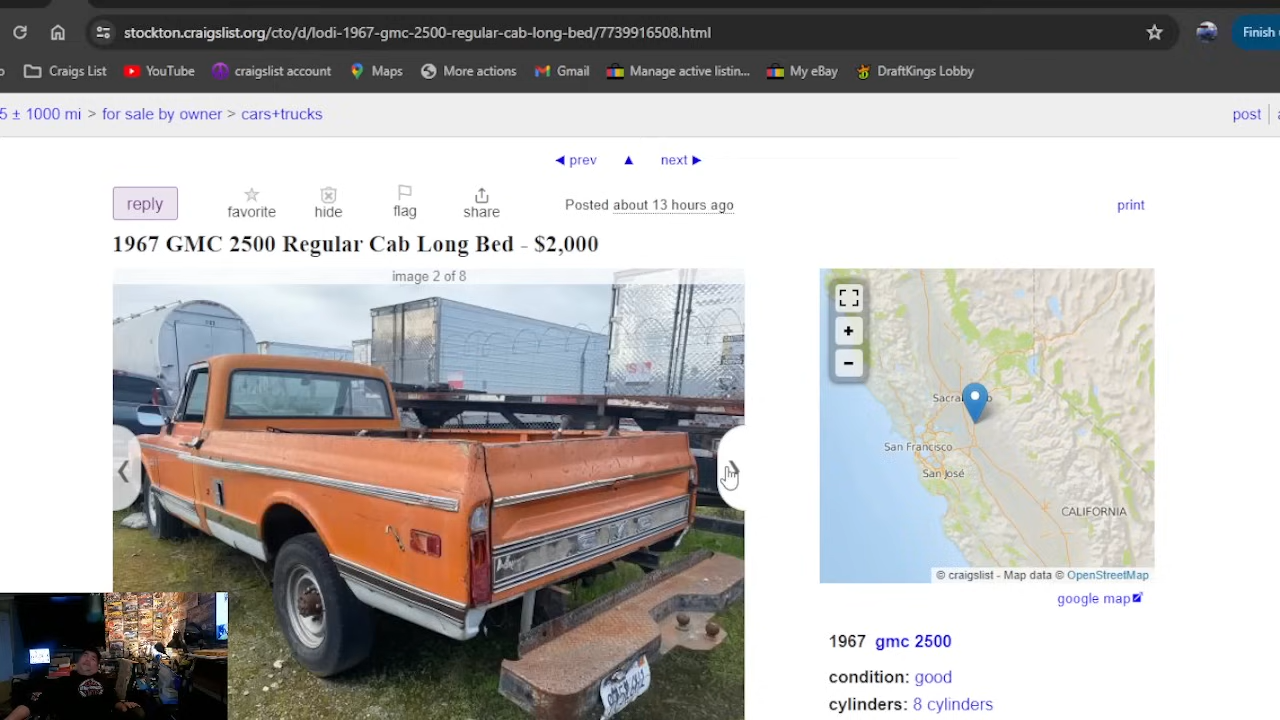 stockton.craigslist.org/cto/d/lodi-1967-gmc-2500-regular-cab-long-bed/7739916508.html
Finish
Craigs List
YouTube
craigslist account
Maps
More actions
Gmail
Manage active listin...
My eBay
DraftKings Lobby
5 ± 1000 mi > for sale by owner > cars+trucks
post
◀ prev ▲ next ▶
reply
favorite
hide
flag
share
Posted about 13 hours ago
print
1967 GMC 2500 Regular Cab Long Bed - $2,000
image 2 of 8
+
−
Sacra o
San Francisco
San José
CALIFORNIA
© craigslist - Map data © OpenStreetMap
google map
1967 gmc 2500
condition: good
cylinders: 8 cylinders